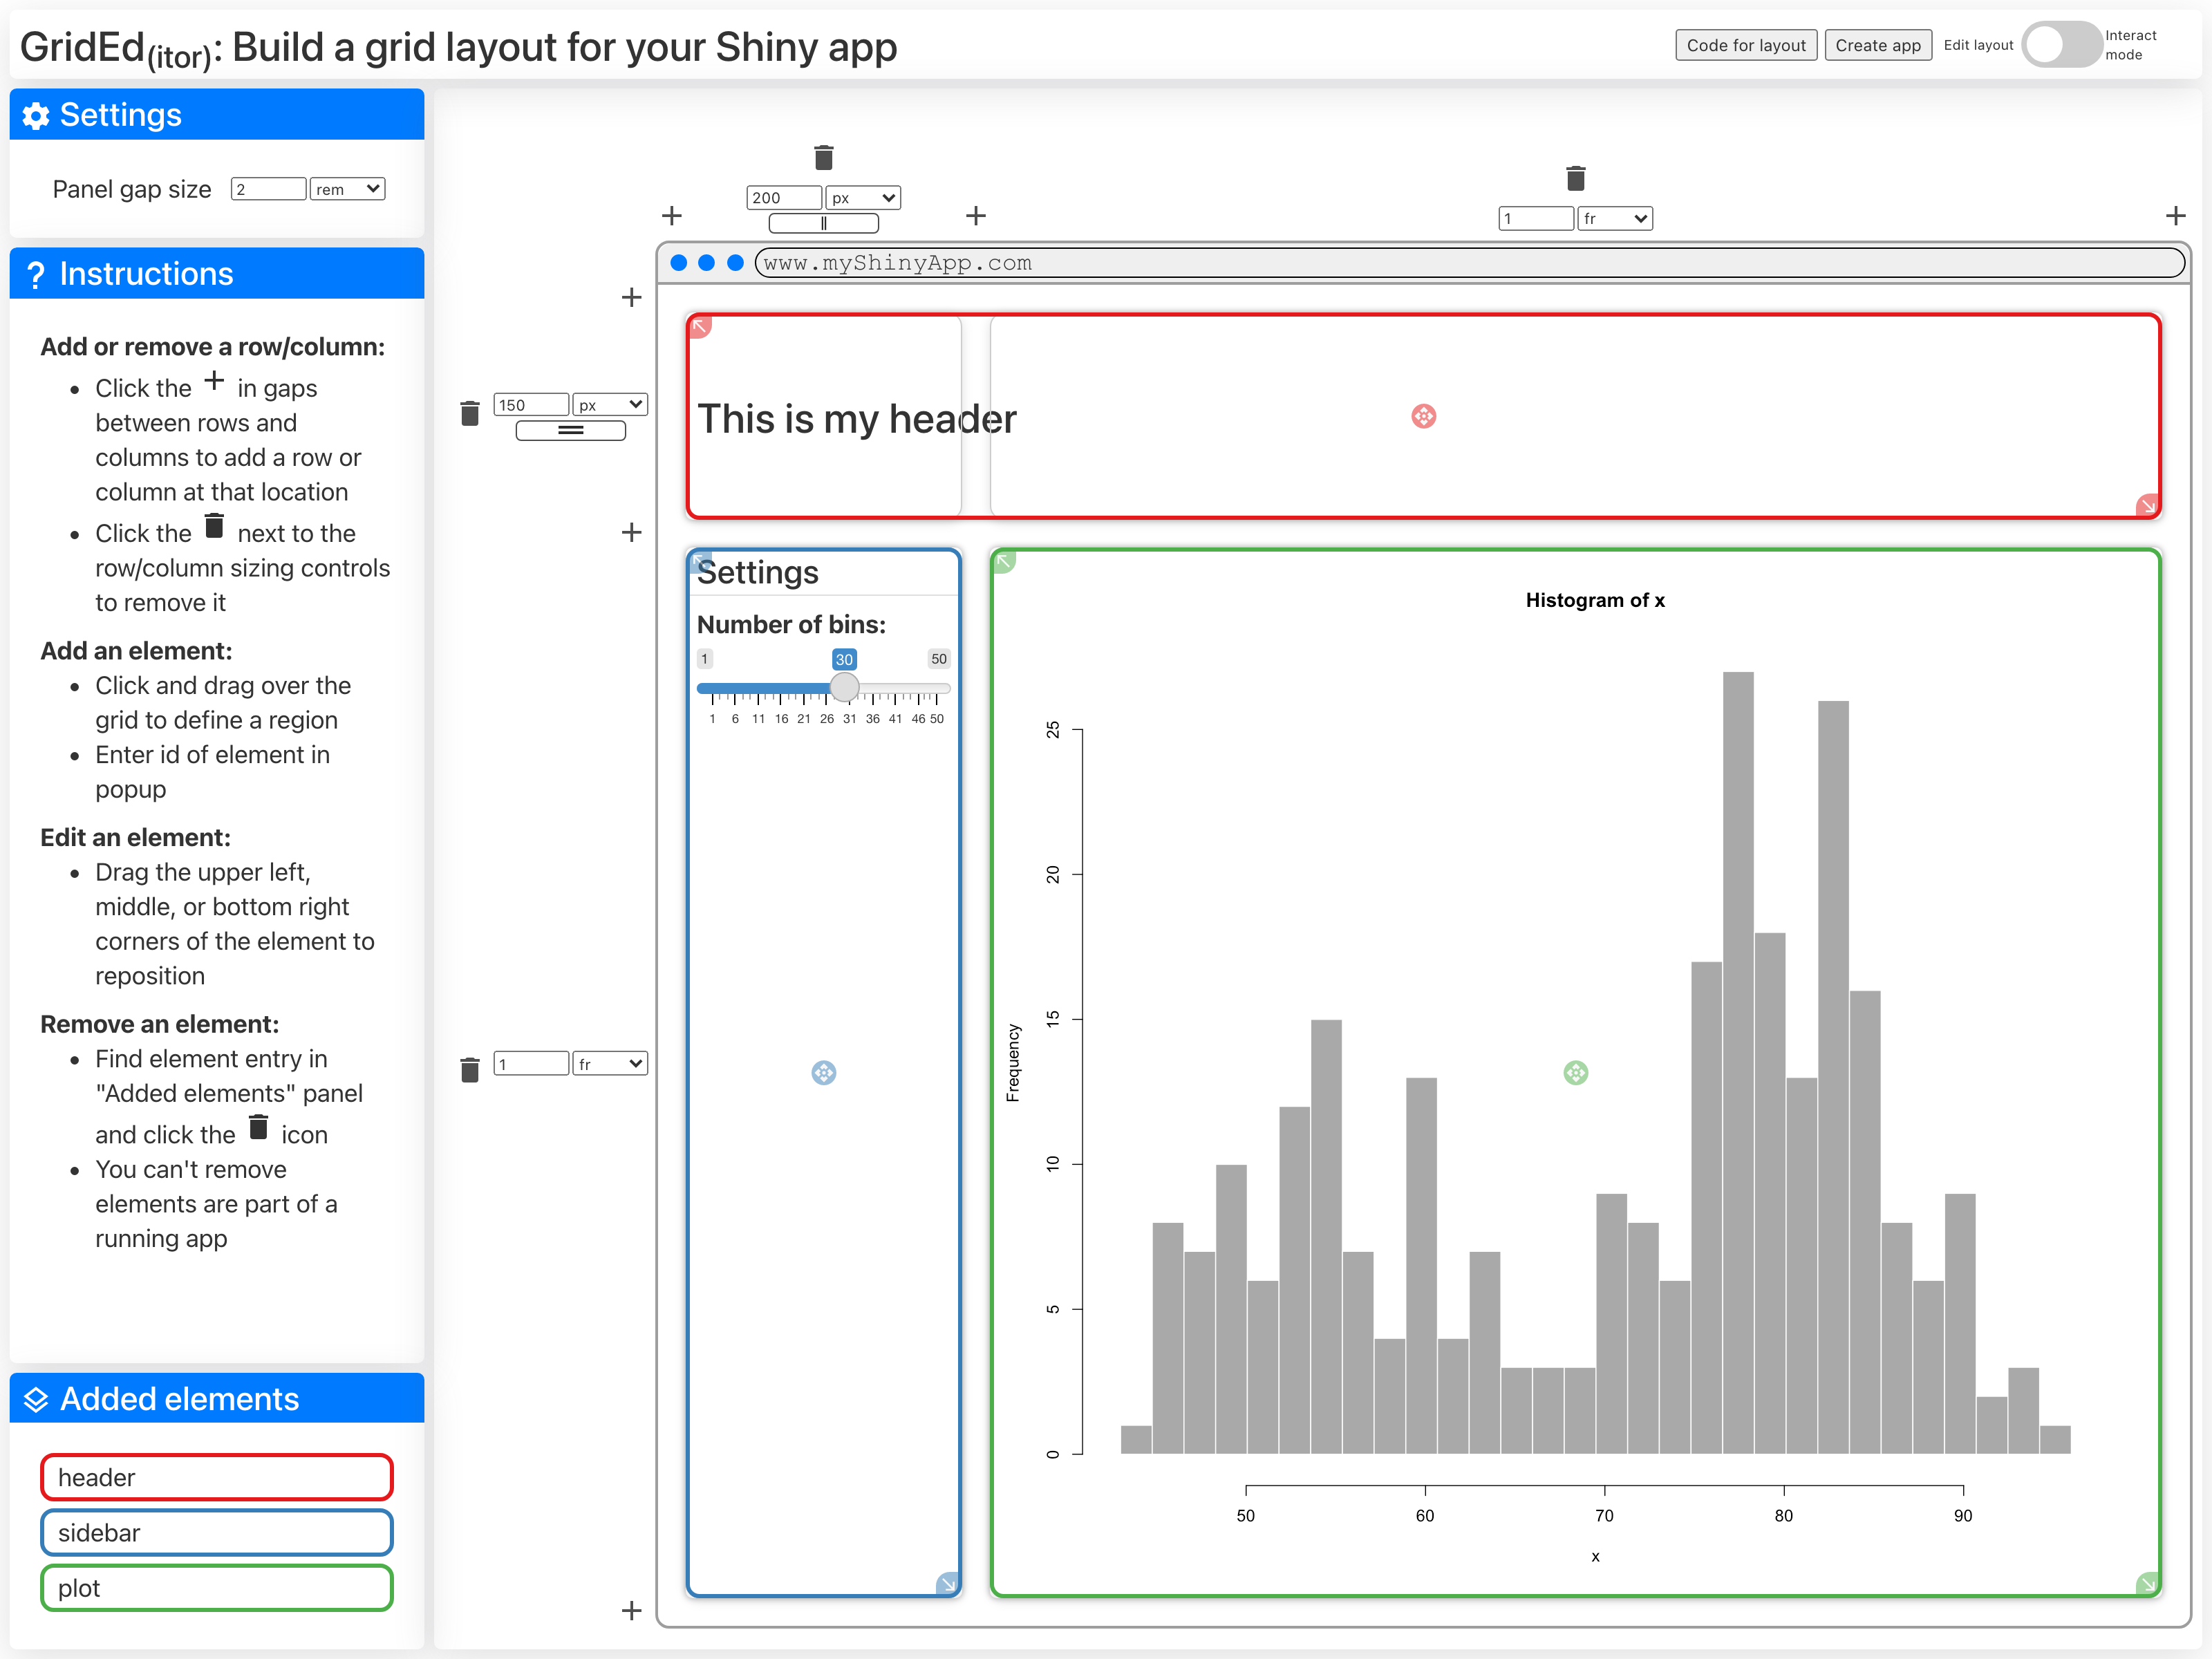 GridEd(itor): Build a grid layout for your Shiny app
Code for layout
Create app
Edit layout
Interact
mode
Settings
Panel gap size
2
rem
? Instructions
Add or remove a row/column:
Click the + in gaps
between rows and
columns to add a row or
column at that location
Click the next to the
row/column sizing controls
to remove it
Add an element:
Click and drag over the
grid to define a region
Enter id of element in
popup
Edit an element:
Drag the upper left,
middle, or bottom right
corners of the element to
reposition
Remove an element:
Find element entry in
"Added elements" panel
and click the icon
You can't remove
elements are part of a
running app
Added elements
header
sidebar
plot
200
px
1
fr
www.myShinyApp.com
150
px
This is my header
1
fr
Settings
Number of bins:
1
30
50
1 6 11 16 21 26 31 36 41 46 50
Histogram of x
Frequency
25
20
15
10
5
0
50 60 70 80 90
x